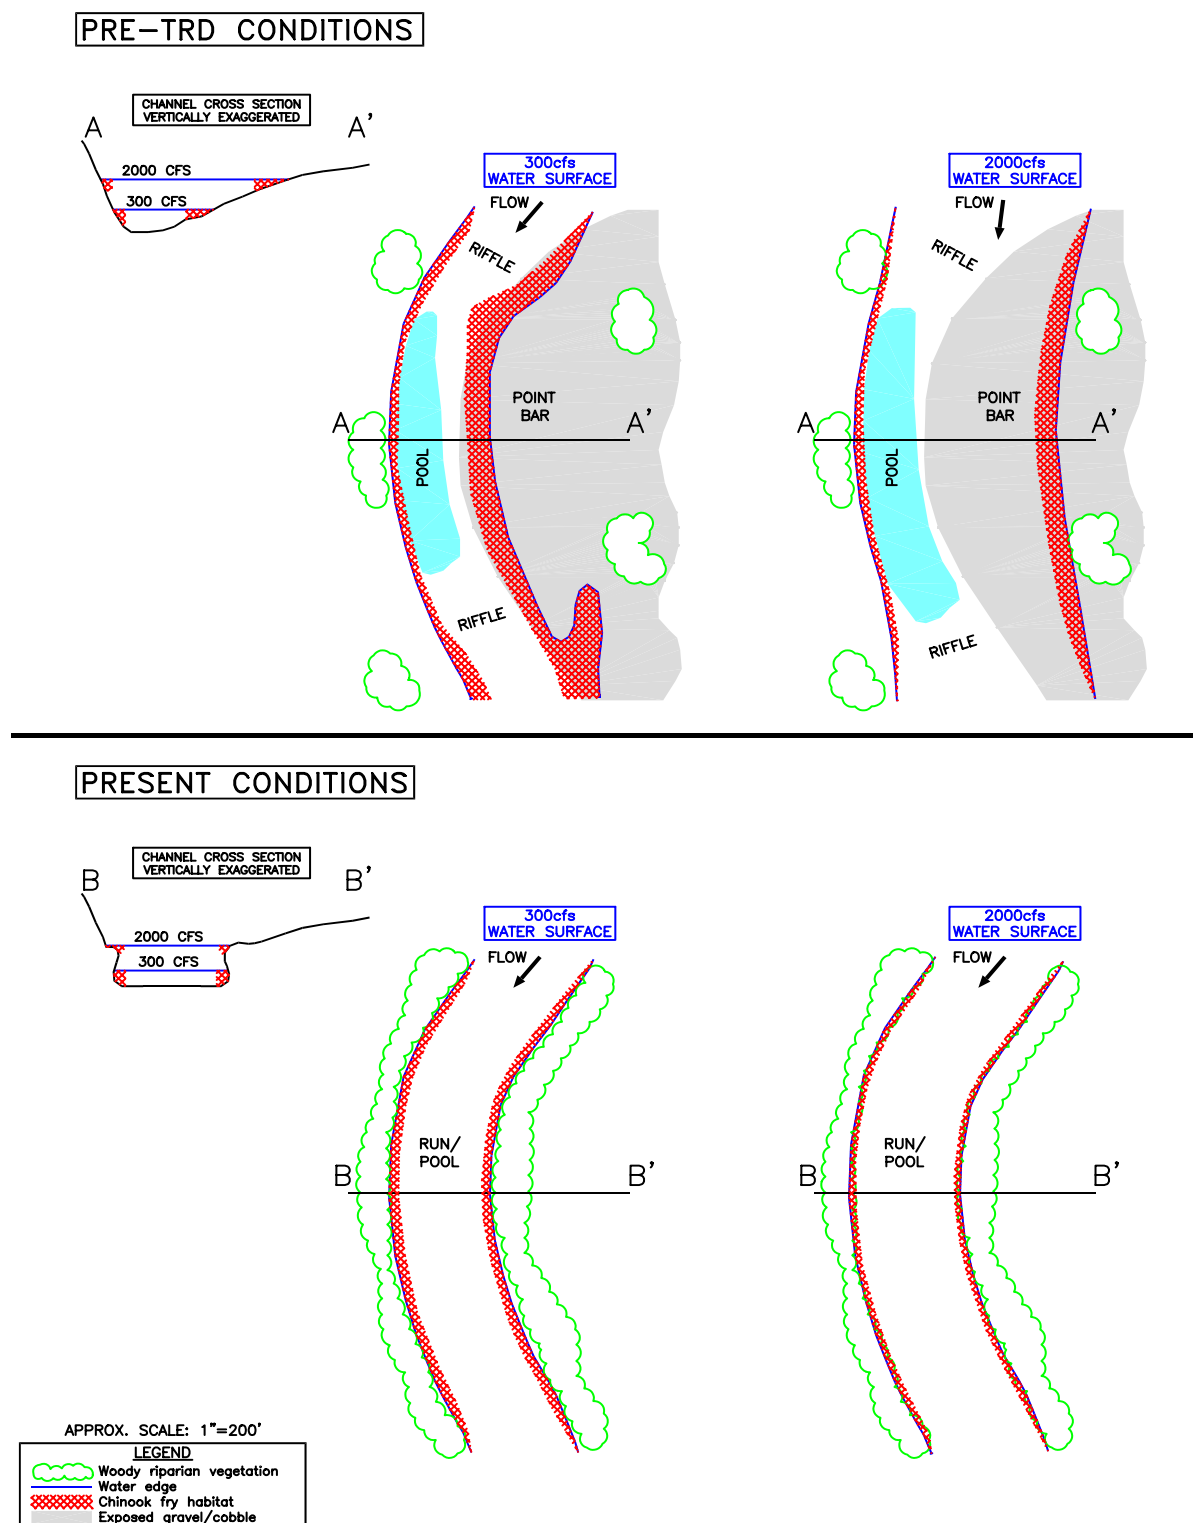 PRE-TRD CONDITIONS
CHANNEL CROSS SECTION
VERTICALLY EXAGGERATED
A
A'
2000 CFS
300 CFS
300cfs
WATER SURFACE
FLOW
RIFFLE
POINT
BAR
A
A'
POOL
RIFFLE
2000cfs
WATER SURFACE
FLOW
RIFFLE
POINT
BAR
A
A'
POOL
RIFFLE
PRESENT CONDITIONS
CHANNEL CROSS SECTION
VERTICALLY EXAGGERATED
B
B'
2000 CFS
300 CFS
300cfs
WATER SURFACE
FLOW
RUN/
POOL
B
B'
2000cfs
WATER SURFACE
FLOW
RUN/
POOL
B
B'
APPROX. SCALE: 1"=200'
LEGEND
Woody riparian vegetation
Water edge
Chinook fry habitat
Exposed gravel/cobble